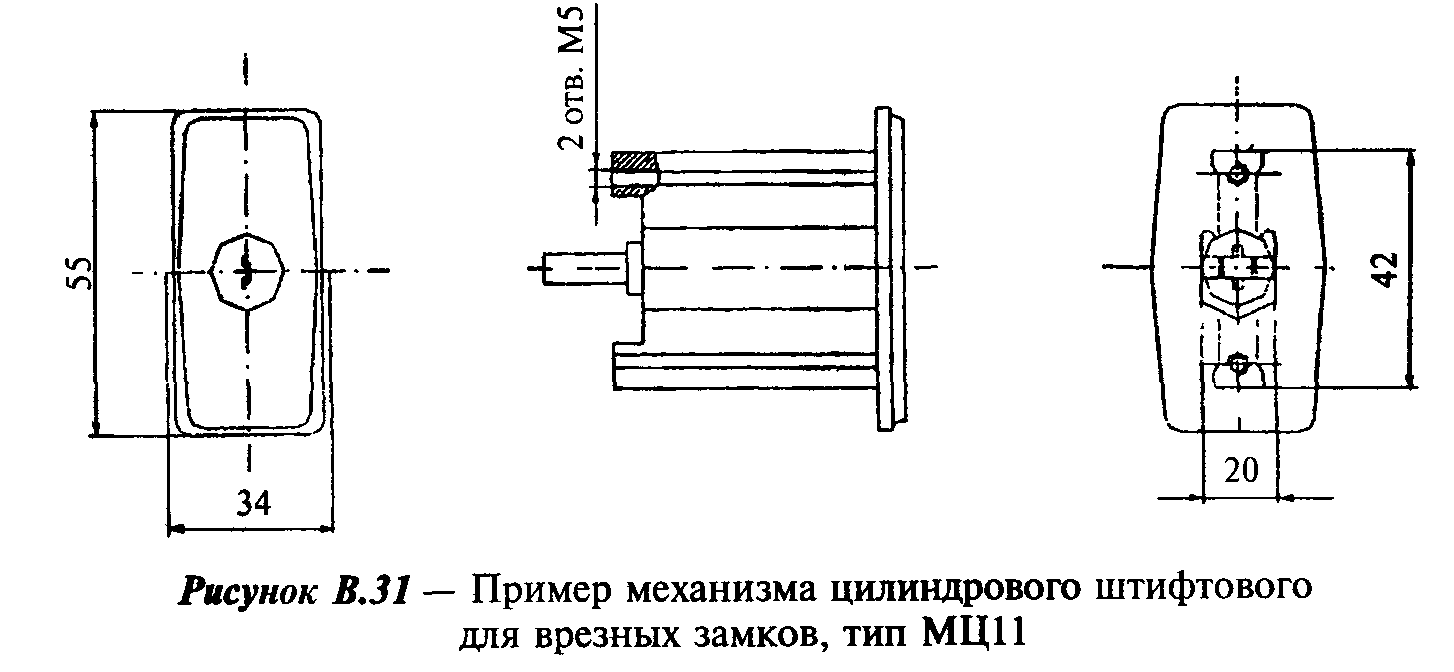 2 отв. М5
55
34
42
20
Рисунок В.31 — Пример механизма цилиндрового штифтового
для врезных замков, тип МЦ11